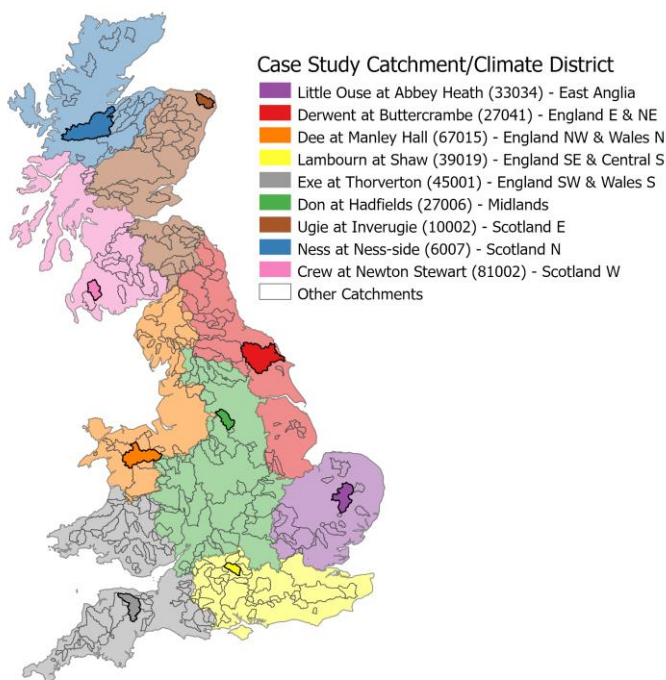 Case Study Catchment/Climate District
Little Ouse at Abbey Heath (33034) - East Anglia
Derwent at Buttercrambe (27041) - England E & NE
Dee at Manley Hall (67015) - England NW & Wales N
Lambourn at Shaw (39019) - England SE & Central S
Exe at Thorverton (45001) - England SW & Wales S
Don at Hadfields (27006) - Midlands
Ugie at Inverugie (10002) - Scotland E
Ness at Ness-side (6007) - Scotland N
Crew at Newton Stewart (81002) - Scotland W
Other Catchments